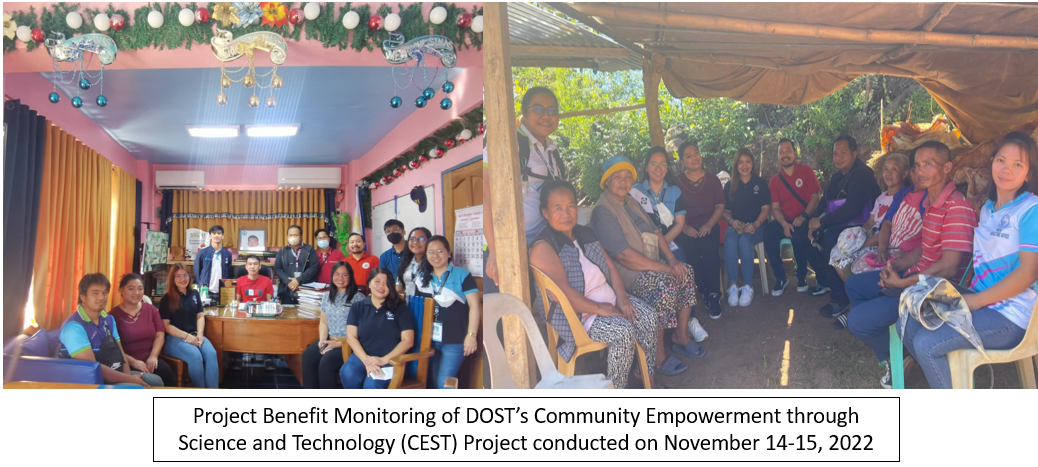 Project Benefit Monitoring of DOST's Community Empowerment through
Science and Technology (CEST) Project conducted on November 14-15, 2022